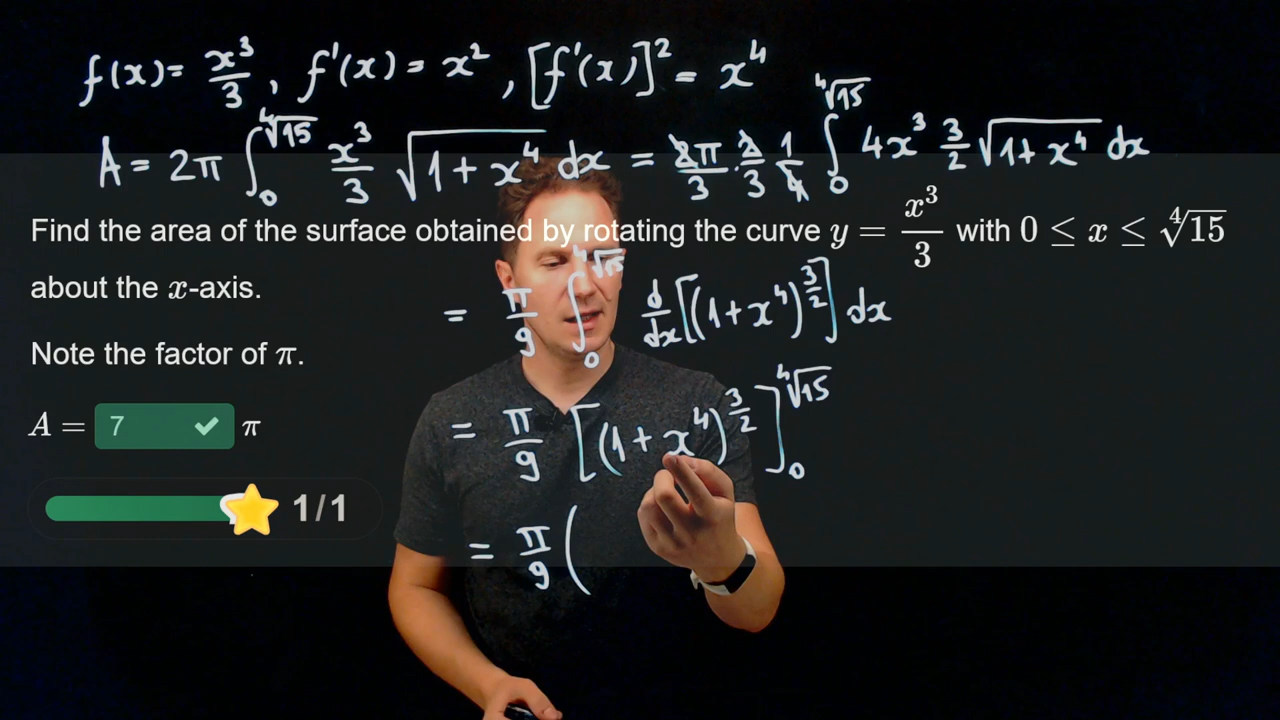 f(x) = x³/3, f'(x) = x², [f'(x)]² = x⁴
A = 2π ∫₀^⁴√15 x³/3 √(1+x⁴) dx = 2π/3 · 2/3 · 1/4 ∫₀^⁴√15 4x³ 3/2 √(1+x⁴) dx
Find the area of the surface obtained by rotating the curve y = x³/3 with 0 ≤ x ≤ ⁴√15
about the x-axis.
= π/9 ∫₀^⁴√15 d/dx [(1+x⁴)^3/2] dx
Note the factor of π.
A = 7 ✔ π
= π/9 [(1+x⁴)^3/2]₀^⁴√15
1/1
= π/9 (